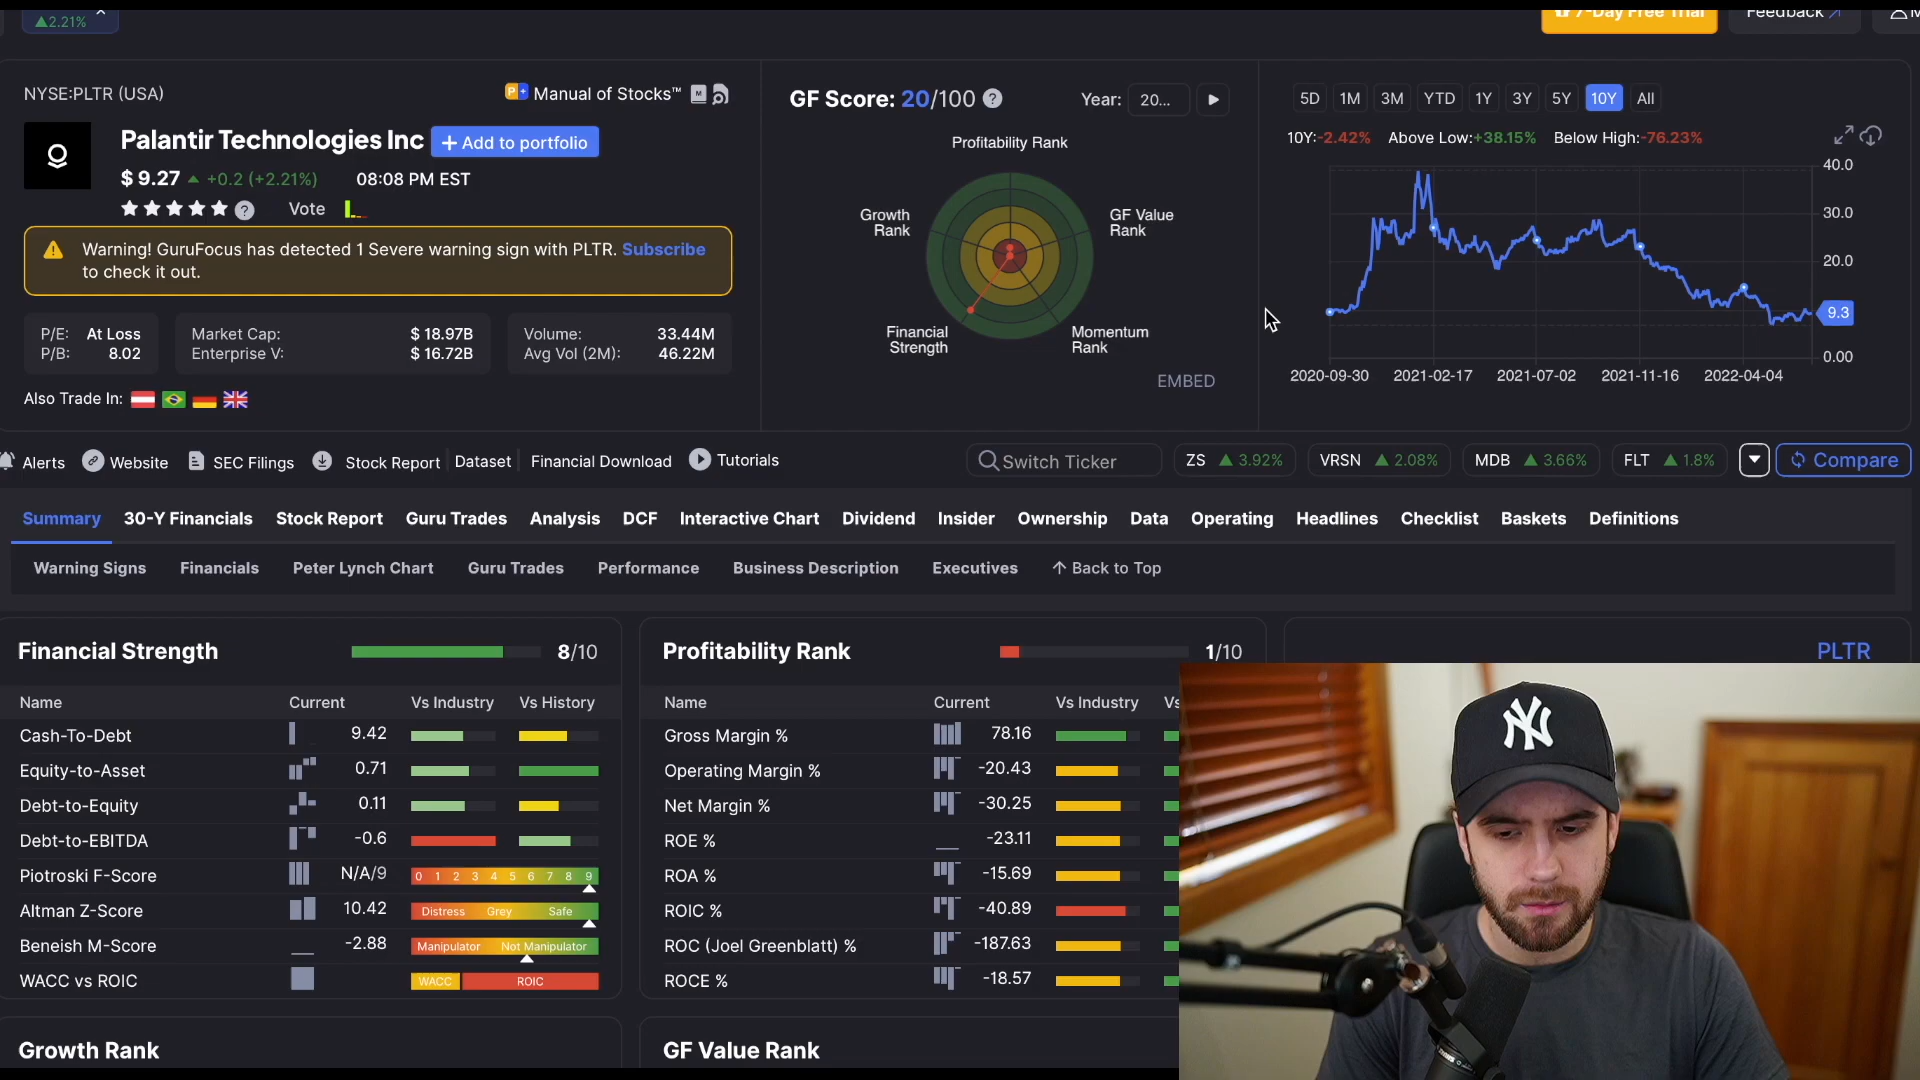 ▲2.21%
7-Day Free Trial
Feedback
NYSE:PLTR (USA)
Manual of Stocks™
Palantir Technologies Inc
+ Add to portfolio
$ 9.27 ▲ +0.2 (+2.21%) 08:08 PM EST
Vote
Warning! GuruFocus has detected 1 Severe warning sign with PLTR. Subscribe
to check it out.
P/E: At Loss
P/B: 8.02
Market Cap: $ 18.97B
Enterprise V: $ 16.72B
Volume: 33.44M
Avg Vol (2M): 46.22M
Also Trade In:
GF Score: 20/100 ?
Year: 20...
Profitability Rank
Growth
Rank
GF Value
Rank
Financial
Strength
Momentum
Rank
EMBED
5D 1M 3M YTD 1Y 3Y 5Y 10Y All
10Y:-2.42% Above Low:+38.15% Below High:-76.23%
40.0
30.0
20.0
9.3
0.00
2020-09-30 2021-02-17 2021-07-02 2021-11-16 2022-04-04
Alerts Website SEC Filings Stock Report Dataset Financial Download Tutorials
Switch Ticker ZS ▲ 3.92% VRSN ▲ 2.08% MDB ▲ 3.66% FLT ▲ 1.8% Compare
Summary 30-Y Financials Stock Report Guru Trades Analysis DCF Interactive Chart Dividend Insider Ownership Data Operating Headlines Checklist Baskets Definitions
Warning Signs Financials Peter Lynch Chart Guru Trades Performance Business Description Executives ↑ Back to Top
Financial Strength 8/10
Name Current Vs Industry Vs History
Cash-To-Debt 9.42
Equity-to-Asset 0.71
Debt-to-Equity 0.11
Debt-to-EBITDA -0.6
Piotroski F-Score N/A/9 0 1 2 3 4 5 6 7 8 9
Altman Z-Score 10.42 Distress Grey Safe
Beneish M-Score -2.88 Manipulator Not Manipulator
WACC vs ROIC WACC ROIC
Growth Rank
Profitability Rank 1/10
Name Current Vs Industry Vs
Gross Margin % 78.16
Operating Margin % -20.43
Net Margin % -30.25
ROE % -23.11
ROA % -15.69
ROIC % -40.89
ROC (Joel Greenblatt) % -187.63
ROCE % -18.57
GF Value Rank
PLTR
NY